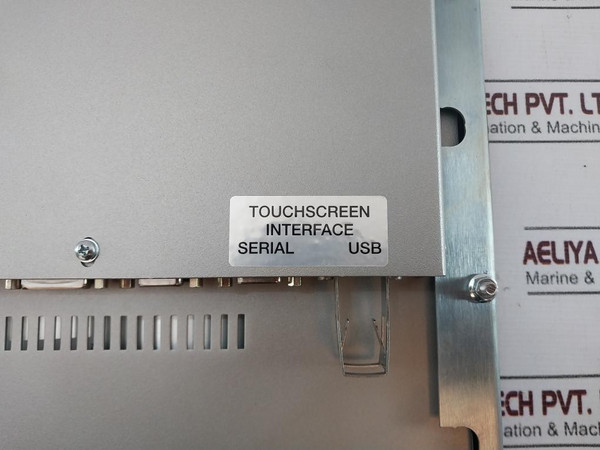 TOUCHSCREEN
INTERFACE
SERIAL USB
ECH PVT. LT
ation & Machin
AELIYA
Marine &
ECH PVT.
ation & Mach